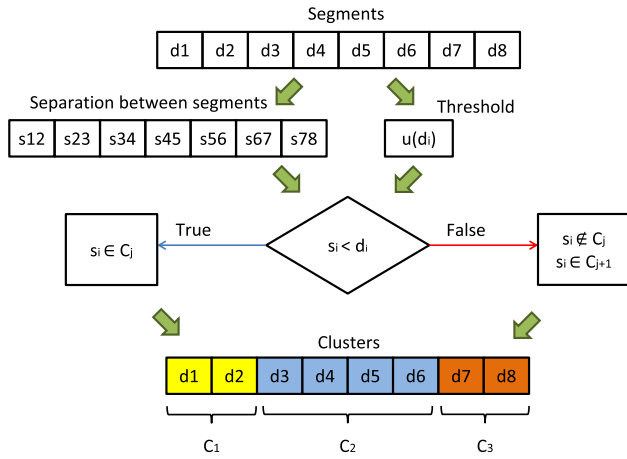 Segments
d1 d2 d3 d4 d5 d6 d7 d8
Separation between segments
Threshold
s12 s23 s34 s45 s56 s67 s78
u(dᵢ)
True
False
sᵢ ∈ Cⱼ
sᵢ < dᵢ
sᵢ ∉ Cⱼ
sᵢ ∈ Cⱼ₊₁
Clusters
d1 d2 d3 d4 d5 d6 d7 d8
C₁ C₂ C₃